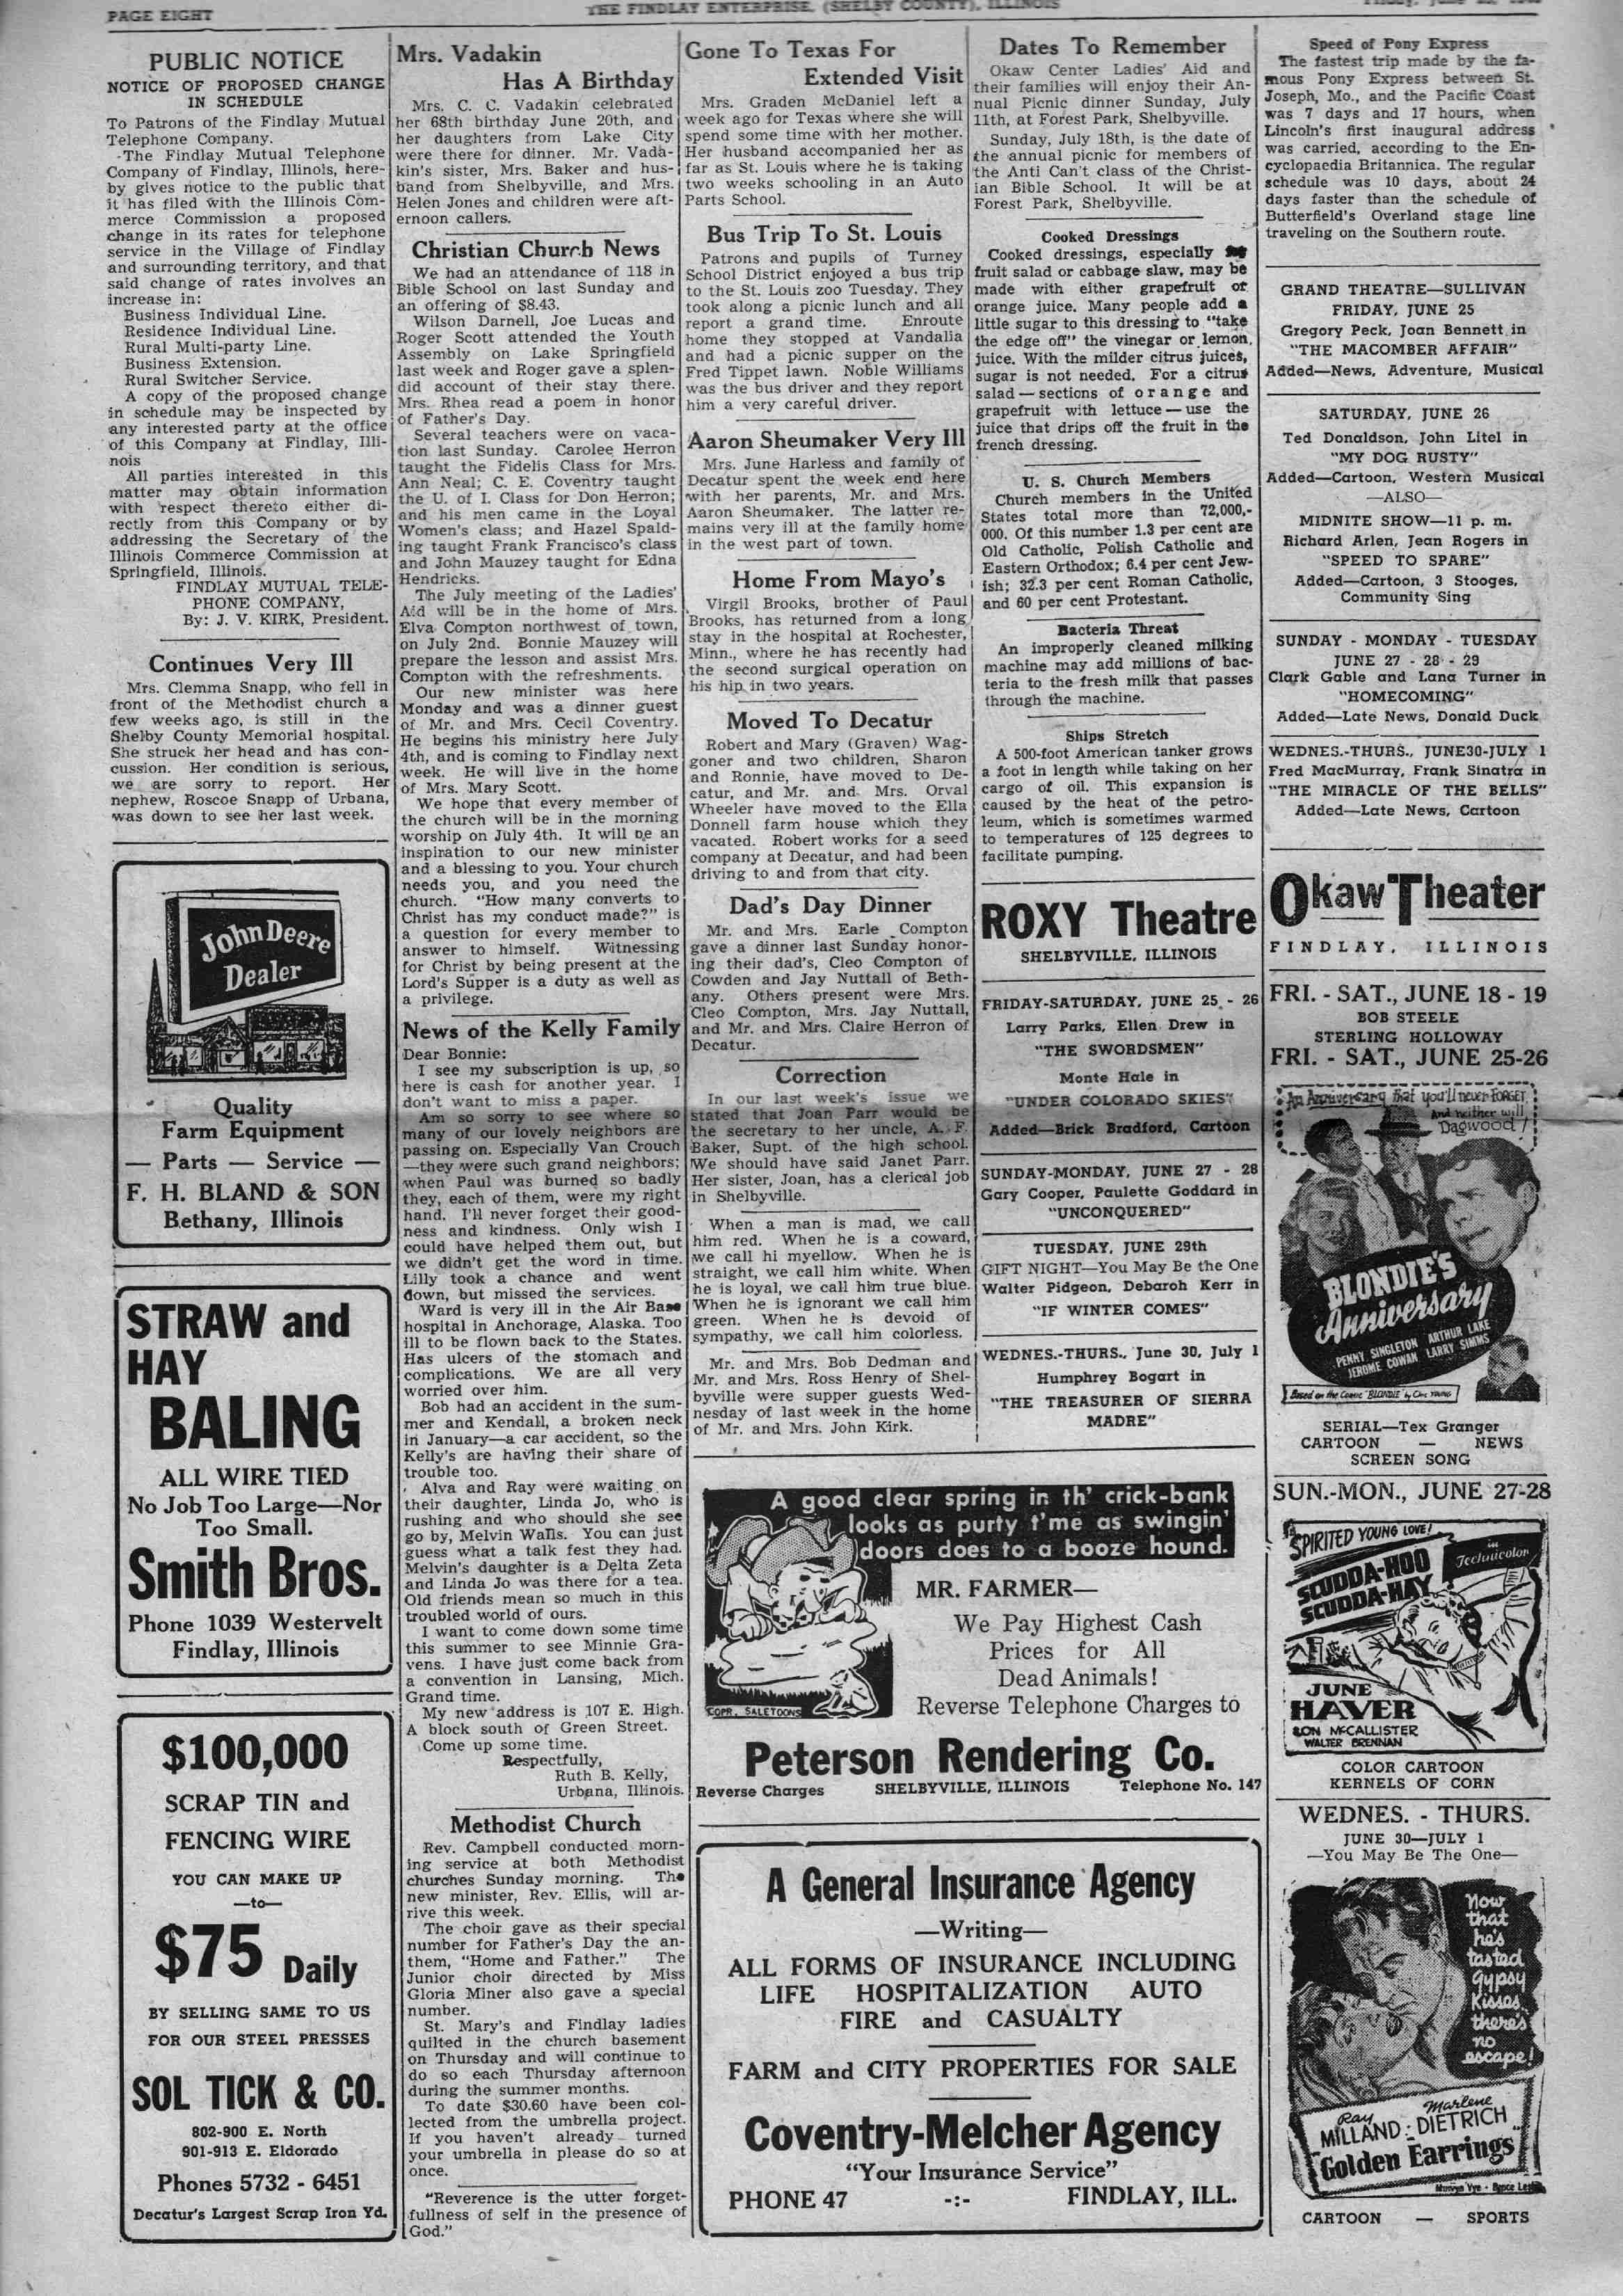 PAGE EIGHT
THE FINDLAY ENTERPRISE, (SHELBY COUNTY), ILLINOIS
PUBLIC NOTICE
NOTICE OF PROPOSED CHANGE
IN SCHEDULE
To Patrons of the Findlay Mutual
Telephone Company.
The Findlay Mutual Telephone
Company of Findlay, Illinois, here-
by gives notice to the public that
it has filed with the Illinois Com-
merce Commission a proposed
change in its rates for telephone
service in the Village of Findlay
and surrounding territory, and that
said change of rates involves an
increase in:
Business Individual Line.
Residence Individual Line.
Rural Multi-party Line.
Business Extension.
Rural Switcher Service.
A copy of the proposed change
in schedule may be inspected by
any interested party at the office
of this Company at Findlay, Illi-
nois
All parties interested in this
matter may obtain information
with respect thereto either di-
rectly from this Company or by
addressing the Secretary of the
Illinois Commerce Commission at
Springfield, Illinois.
FINDLAY MUTUAL TELE-
PHONE COMPANY,
By: J. V. KIRK, President.
Continues Very Ill
Mrs. Clemma Snapp, who fell in
front of the Methodist church a
few weeks ago, is still in the
Shelby County Memorial hospital.
She struck her head and has con-
cussion. Her condition is serious,
we are sorry to report. Her
nephew, Roscoe Snapp of Urbana,
was down to see her last week.
John Deere
Dealer
Quality
Farm Equipment
— Parts — Service —
F. H. BLAND & SON
Bethany, Illinois
STRAW and
HAY
BALING
ALL WIRE TIED
No Job Too Large—Nor
Too Small.
Smith Bros.
Phone 1039 Westervelt
Findlay, Illinois
$100,000
SCRAP TIN and
FENCING WIRE
YOU CAN MAKE UP
—to—
$75 Daily
BY SELLING SAME TO US
FOR OUR STEEL PRESSES
SOL TICK & CO.
802-900 E. North
901-913 E. Eldorado
Phones 5732 - 6451
Decatur's Largest Scrap Iron Yd.
Mrs. Vadakin
Has A Birthday
Mrs. C. C. Vadakin celebrated
her 68th birthday June 20th, and
her daughters from Lake City
were there for dinner. Mr. Vada-
kin's sister, Mrs. Baker and hus-
band from Shelbyville, and Mrs.
Helen Jones and children were aft-
ernoon callers.
Christian Church News
We had an attendance of 118 in
Bible School on last Sunday and
an offering of $8.43.
Wilson Darnell, Joe Lucas and
Roger Scott attended the Youth
Assembly on Lake Springfield
last week and Roger gave a splen-
did account of their stay there.
Mrs. Rhea read a poem in honor
of Father's Day.
Several teachers were on vaca-
tion last Sunday. Carolee Herron
taught the Fidelis Class for Mrs.
Ann Neal; C. E. Coventry taught
the U. of I. Class for Don Herron;
and his men came in the Loyal
Women's class; and Hazel Spald-
ing taught Frank Francisco's class
and John Mauzey taught for Edna
Hendricks.
The July meeting of the Ladies'
Aid will be in the home of Mrs.
Elva Compton northwest of town,
on July 2nd. Bonnie Mauzey will
prepare the lesson and assist Mrs.
Compton with the refreshments.
Our new minister was here
Monday and was a dinner guest
of Mr. and Mrs. Cecil Coventry.
He begins his ministry here July
4th, and is coming to Findlay next
week. He will live in the home
of Mrs. Mary Scott.
We hope that every member of
the church will be in the morning
worship on July 4th. It will be an
inspiration to our new minister
and a blessing to you. Your church
needs you, and you need the
church. "How many converts to
Christ has my conduct made?" is
a question for every member to
answer to himself. Witnessing
for Christ by being present at the
Lord's Supper is a duty as well as
a privilege.
News of the Kelly Family
Dear Bonnie:
I see my subscription is up, so
here is cash for another year. I
don't want to miss a paper.
Am so sorry to see where so
many of our lovely neighbors are
passing on. Especially Van Crouch
—they were such grand neighbors;
when Paul was burned so badly
they, each of them, were my right
hand. I'll never forget their good-
ness and kindness. Only wish I
could have helped them out, but
we didn't get the word in time.
Lilly took a chance and went
down, but missed the services.
Ward is very ill in the Air Base
hospital in Anchorage, Alaska. Too
ill to be flown back to the States.
Has ulcers of the stomach and
complications. We are all very
worried over him.
Bob had an accident in the sum-
mer and Kendall, a broken neck
in January—a car accident, so the
Kelly's are having their share of
trouble too.
Alva and Ray were waiting on
their daughter, Linda Jo, who is
rushing and who should she see
go by, Melvin Walls. You can just
guess what a talk fest they had.
Melvin's daughter is a Delta Zeta
and Linda Jo was there for a tea.
Old friends mean so much in this
troubled world of ours.
I want to come down some time
this summer to see Minnie Gra-
vens. I have just come back from
a convention in Lansing, Mich.
Grand time.
My new address is 107 E. High.
A block south of Green Street.
Come up some time.
Respectfully,
Ruth B. Kelly,
Urbana, Illinois.
Methodist Church
Rev. Campbell conducted morn-
ing service at both Methodist
churches Sunday morning. The
new minister, Rev. Ellis, will ar-
rive this week.
The choir gave as their special
number for Father's Day the an-
them, "Home and Father." The
Junior choir directed by Miss
Gloria Miner also gave a special
number.
St. Mary's and Findlay ladies
quilted in the church basement
on Thursday and will continue to
do so each Thursday afternoon
during the summer months.
To date $30.60 have been col-
lected from the umbrella project.
If you haven't already turned
your umbrella in please do so at
once.
"Reverence is the utter forget-
fullness of self in the presence of
God."
Gone To Texas For
Extended Visit
Mrs. Graden McDaniel left a
week ago for Texas where she will
spend some time with her mother.
Her husband accompanied her as
far as St. Louis where he is taking
two weeks schooling in an Auto
Parts School.
Bus Trip To St. Louis
Patrons and pupils of Turney
School District enjoyed a bus trip
to the St. Louis zoo Tuesday. They
took along a picnic lunch and all
report a grand time. Enroute
home they stopped at Vandalia
and had a picnic supper on the
Fred Tippet lawn. Noble Williams
was the bus driver and they report
him a very careful driver.
Aaron Sheumaker Very Ill
Mrs. June Harless and family of
Decatur spent the week end here
with her parents, Mr. and Mrs.
Aaron Sheumaker. The latter re-
mains very ill at the family home
in the west part of town.
Home From Mayo's
Virgil Brooks, brother of Paul
Brooks, has returned from a long
stay in the hospital at Rochester,
Minn., where he has recently had
the second surgical operation on
his hip in two years.
Moved To Decatur
Robert and Mary (Graven) Wag-
goner and two children, Sharon
and Ronnie, have moved to De-
catur, and Mr. and Mrs. Orval
Wheeler have moved to the Ella
Donnell farm house which they
vacated. Robert works for a seed
company at Decatur, and had been
driving to and from that city.
Dad's Day Dinner
Mr. and Mrs. Earle Compton
gave a dinner last Sunday honor-
ing their dad's, Cleo Compton of
Cowden and Jay Nuttall of Beth-
any. Others present were Mrs.
Cleo Compton, Mrs. Jay Nuttall,
and Mr. and Mrs. Claire Herron of
Decatur.
Correction
In our last week's issue we
stated that Joan Parr would be
the secretary to her uncle, A. F.
Baker, Supt. of the high school.
We should have said Janet Parr.
Her sister, Joan, has a clerical job
in Shelbyville.
When a man is mad, we call
him red. When he is a coward,
we call hi myellow. When he is
straight, we call him white. When
he is loyal, we call him true blue.
When he is ignorant we call him
green. When he is devoid of
sympathy, we call him colorless.
Mr. and Mrs. Bob Dedman and
Mr. and Mrs. Ross Henry of Shel-
byville were supper guests Wed-
nesday of last week in the home
of Mr. and Mrs. John Kirk.
Dates To Remember
Okaw Center Ladies' Aid and
their families will enjoy their An-
nual Picnic dinner Sunday, July
11th, at Forest Park, Shelbyville.
Sunday, July 18th, is the date of
the annual picnic for members of
the Anti Can't class of the Christ-
ian Bible School. It will be at
Forest Park, Shelbyville.
Cooked Dressings
Cooked dressings, especially
fruit salad or cabbage slaw, may be
made with either grapefruit or
orange juice. Many people add a
little sugar to this dressing to "take
the edge off" the vinegar or lemon,
juice. With the milder citrus juices,
sugar is not needed. For a citrus
salad — sections of orange and
grapefruit with lettuce — use the
juice that drips off the fruit in the
french dressing.
U. S. Church Members
Church members in the United
States total more than 72,000,-
000. Of this number 1.3 per cent are
Old Catholic, Polish Catholic and
Eastern Orthodox; 6.4 per cent Jew-
ish; 32.3 per cent Roman Catholic,
and 60 per cent Protestant.
Bacteria Threat
An improperly cleaned milking
machine may add millions of bac-
teria to the fresh milk that passes
through the machine.
Ships Stretch
A 500-foot American tanker grows
a foot in length while taking on her
cargo of oil. This expansion is
caused by the heat of the petro-
leum, which is sometimes warmed
to temperatures of 125 degrees to
facilitate pumping.
ROXY Theatre
SHELBYVILLE, ILLINOIS
FRIDAY-SATURDAY, JUNE 25 - 26
Larry Parks, Ellen Drew in
"THE SWORDSMEN"
Monte Hale in
"UNDER COLORADO SKIES"
Added—Brick Bradford, Cartoon
SUNDAY-MONDAY, JUNE 27 - 28
Gary Cooper, Paulette Goddard in
"UNCONQUERED"
TUESDAY, JUNE 29th
GIFT NIGHT—You May Be the One
Walter Pidgeon, Debaroh Kerr in
"IF WINTER COMES"
WEDNES.-THURS., June 30, July 1
Humphrey Bogart in
"THE TREASURER OF SIERRA
MADRE"
A good clear spring in th' crick-bank
looks as purty t'me as swingin'
doors does to a booze hound.
COPR. SALETOONS
MR. FARMER—
We Pay Highest Cash
Prices for All
Dead Animals!
Reverse Telephone Charges to
Peterson Rendering Co.
Reverse Charges SHELBYVILLE, ILLINOIS Telephone No. 147
A General Insurance Agency
—Writing—
ALL FORMS OF INSURANCE INCLUDING
LIFE HOSPITALIZATION AUTO
FIRE and CASUALTY
FARM and CITY PROPERTIES FOR SALE
Coventry-Melcher Agency
"Your Insurance Service"
PHONE 47 -:- FINDLAY, ILL.
Speed of Pony Express
The fastest trip made by the fa-
mous Pony Express between St.
Joseph, Mo., and the Pacific Coast
was 7 days and 17 hours, when
Lincoln's first inaugural address
was carried, according to the En-
cyclopaedia Britannica. The regular
schedule was 10 days, about 24
days faster than the schedule of
Butterfield's Overland stage line
traveling on the Southern route.
GRAND THEATRE—SULLIVAN
FRIDAY, JUNE 25
Gregory Peck, Joan Bennett in
"THE MACOMBER AFFAIR"
Added—News, Adventure, Musical
SATURDAY, JUNE 26
Ted Donaldson, John Litel in
"MY DOG RUSTY"
Added—Cartoon, Western Musical
—ALSO—
MIDNITE SHOW—11 p. m.
Richard Arlen, Jean Rogers in
"SPEED TO SPARE"
Added—Cartoon, 3 Stooges,
Community Sing
SUNDAY - MONDAY - TUESDAY
JUNE 27 - 28 - 29
Clark Gable and Lana Turner in
"HOMECOMING"
Added—Late News, Donald Duck
WEDNES.-THURS., JUNE30-JULY 1
Fred MacMurray, Frank Sinatra in
"THE MIRACLE OF THE BELLS"
Added—Late News, Cartoon
Okaw Theater
FINDLAY, ILLINOIS
FRI. - SAT., JUNE 18 - 19
BOB STEELE
STERLING HOLLOWAY
FRI. - SAT., JUNE 25-26
An Anniversary that you'll never FORGET
And neither will
Dagwood!
BLONDIE'S
Anniversary
PENNY SINGLETON ARTHUR LAKE
JEROME COWAN LARRY SIMMS
Based on the Comic "BLONDIE" by Chic YOUNG
SERIAL—Tex Granger
CARTOON — NEWS
SCREEN SONG
SUN.-MON., JUNE 27-28
SPIRITED YOUNG LOVE!
SCUDDA-HOO
SCUDDA-HAY
in
Technicolor
JUNE
HAVER
LON McCALLISTER
WALTER BRENNAN
COLOR CARTOON
KERNELS OF CORN
WEDNES. - THURS.
JUNE 30—JULY 1
—You May Be The One—
Now
that
he's
tasted
gypsy
kisses
there's
no
escape!
Ray Marlene
MILLAND · DIETRICH
Golden Earrings
CARTOON — SPORTS